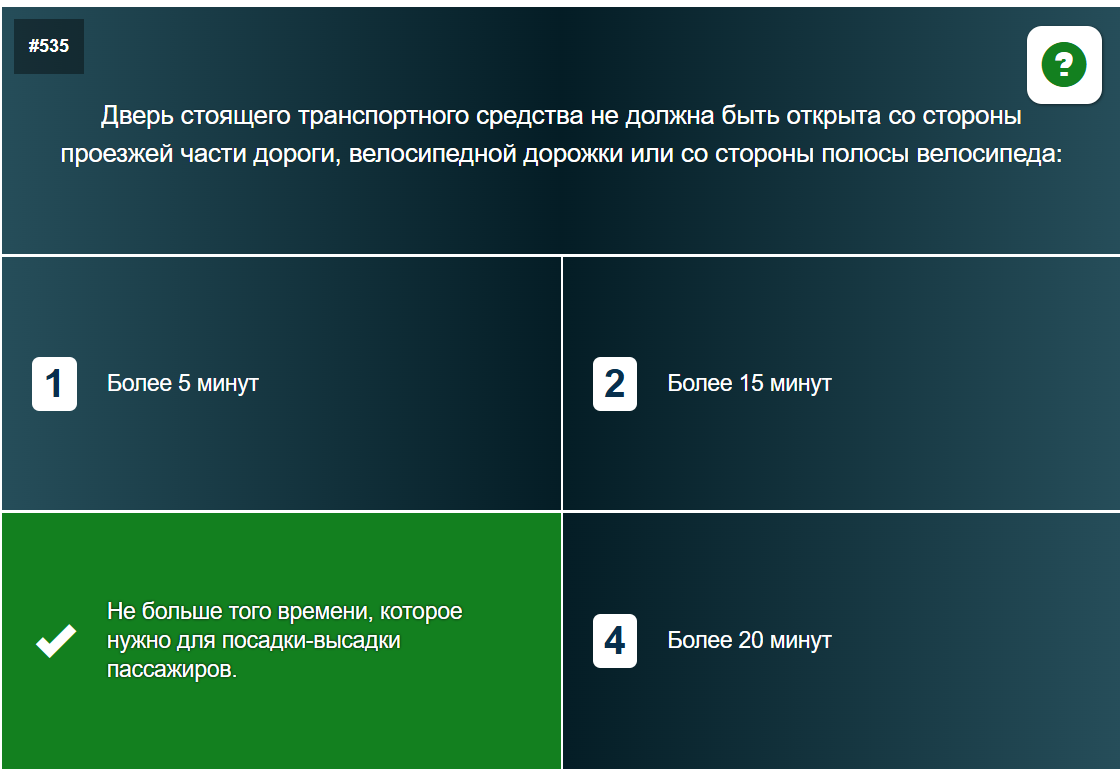 #535
?
Дверь стоящего транспортного средства не должна быть открыта со стороны
проезжей части дороги, велосипедной дорожки или со стороны полосы велосипеда:
1
Более 5 минут
2
Более 15 минут
Не больше того времени, которое
нужно для посадки-высадки
пассажиров.
4
Более 20 минут